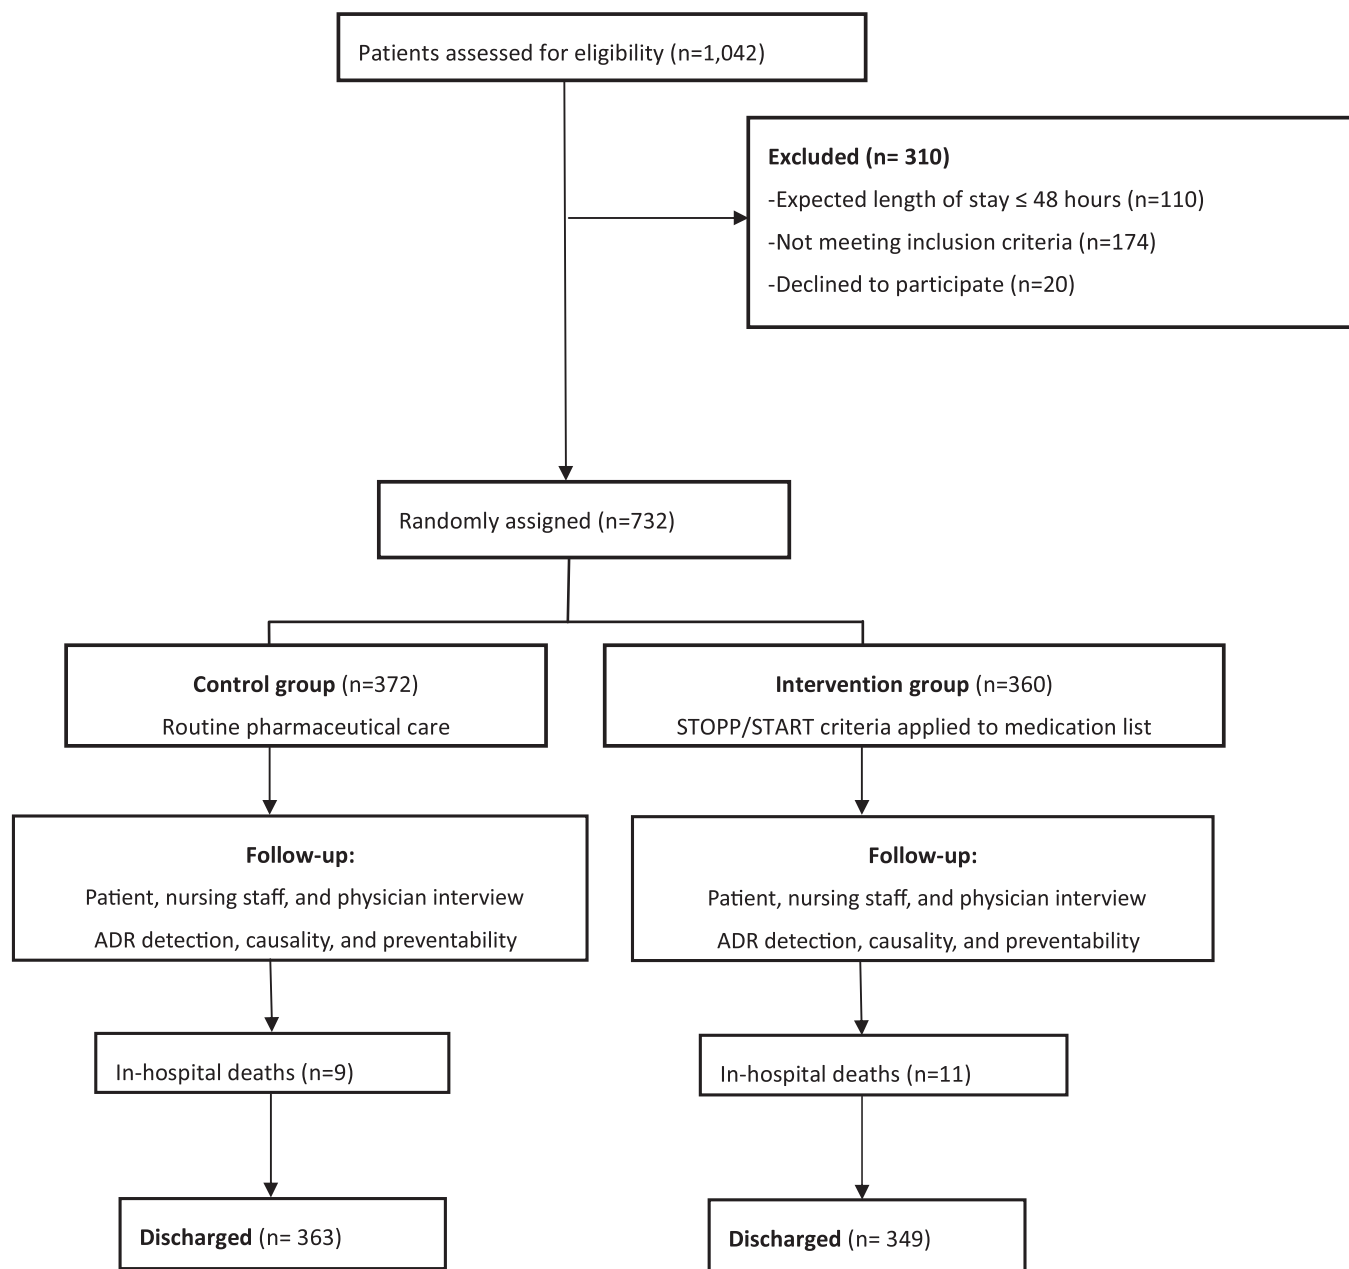 Patients assessed for eligibility (n=1,042)
Excluded (n= 310)
-Expected length of stay ≤ 48 hours (n=110)
-Not meeting inclusion criteria (n=174)
-Declined to participate (n=20)
Randomly assigned (n=732)
Control group (n=372)
Routine pharmaceutical care
Intervention group (n=360)
STOPP/START criteria applied to medication list
Follow-up:
Patient, nursing staff, and physician interview
ADR detection, causality, and preventability
Follow-up:
Patient, nursing staff, and physician interview
ADR detection, causality, and preventability
In-hospital deaths (n=9)
In-hospital deaths (n=11)
Discharged (n= 363)
Discharged (n= 349)